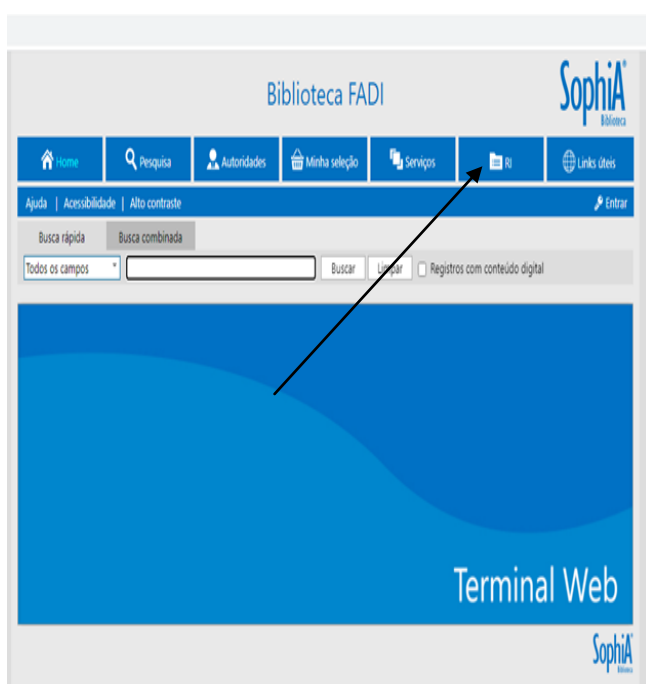 Biblioteca FADI
SophiA
Biblioteca
Home Pesquisa Autoridades Minha seleção Serviços RI Links úteis
Ajuda | Acessibilidade | Alto contraste Entrar
Busca rápida Busca combinada
Todos os campos Buscar Limpar Registros com conteúdo digital
Terminal Web
SophiA
Biblioteca